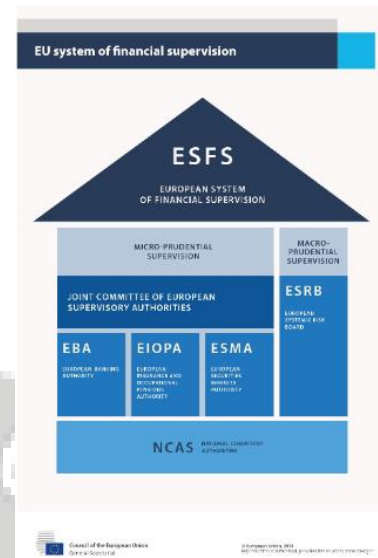 EU system of financial supervision
ESFS
EUROPEAN SYSTEM
OF FINANCIAL SUPERVISION
MICRO-PRUDENTIAL
SUPERVISION
MACRO-
PRUDENTIAL
SUPERVISION
JOINT COMMITTEE OF EUROPEAN
SUPERVISORY AUTHORITIES
ESRB
EUROPEAN
SYSTEMIC RISK
BOARD
EBA
EUROPEAN BANKING
AUTHORITY
EIOPA
EUROPEAN
INSURANCE AND
OCCUPATIONAL
PENSIONS
AUTHORITY
ESMA
EUROPEAN
SECURITIES
MARKETS
AUTHORITY
NCAS
NATIONAL COMPETENT
AUTHORITIES
Council of the European Union
General Secretariat
© European Union,